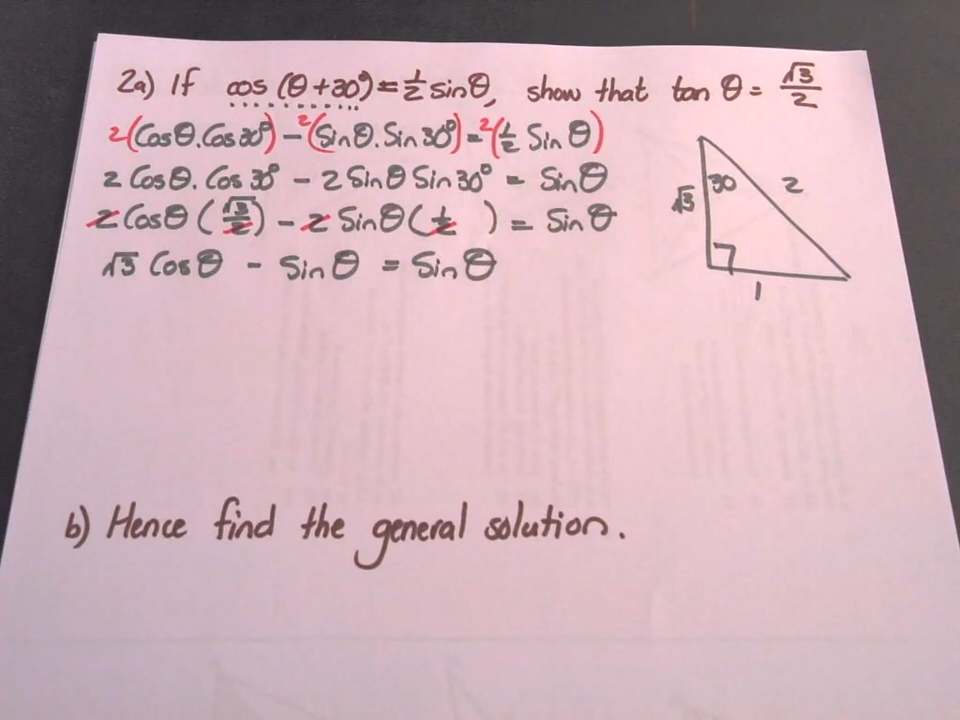 2a) If cos (θ+30°)=½ sinθ, show that tan θ = √3/2
2(Cosθ.Cos30°) - 2(Sinθ.Sin30°) = 2(½ Sinθ)
2 Cosθ. Cos30° - 2 Sinθ Sin30° = Sinθ
2 Cosθ (√3/2) - 2 Sinθ (½) = Sinθ
√3 Cosθ - Sinθ = Sinθ
30
2
√3
1
b) Hence find the general solution.